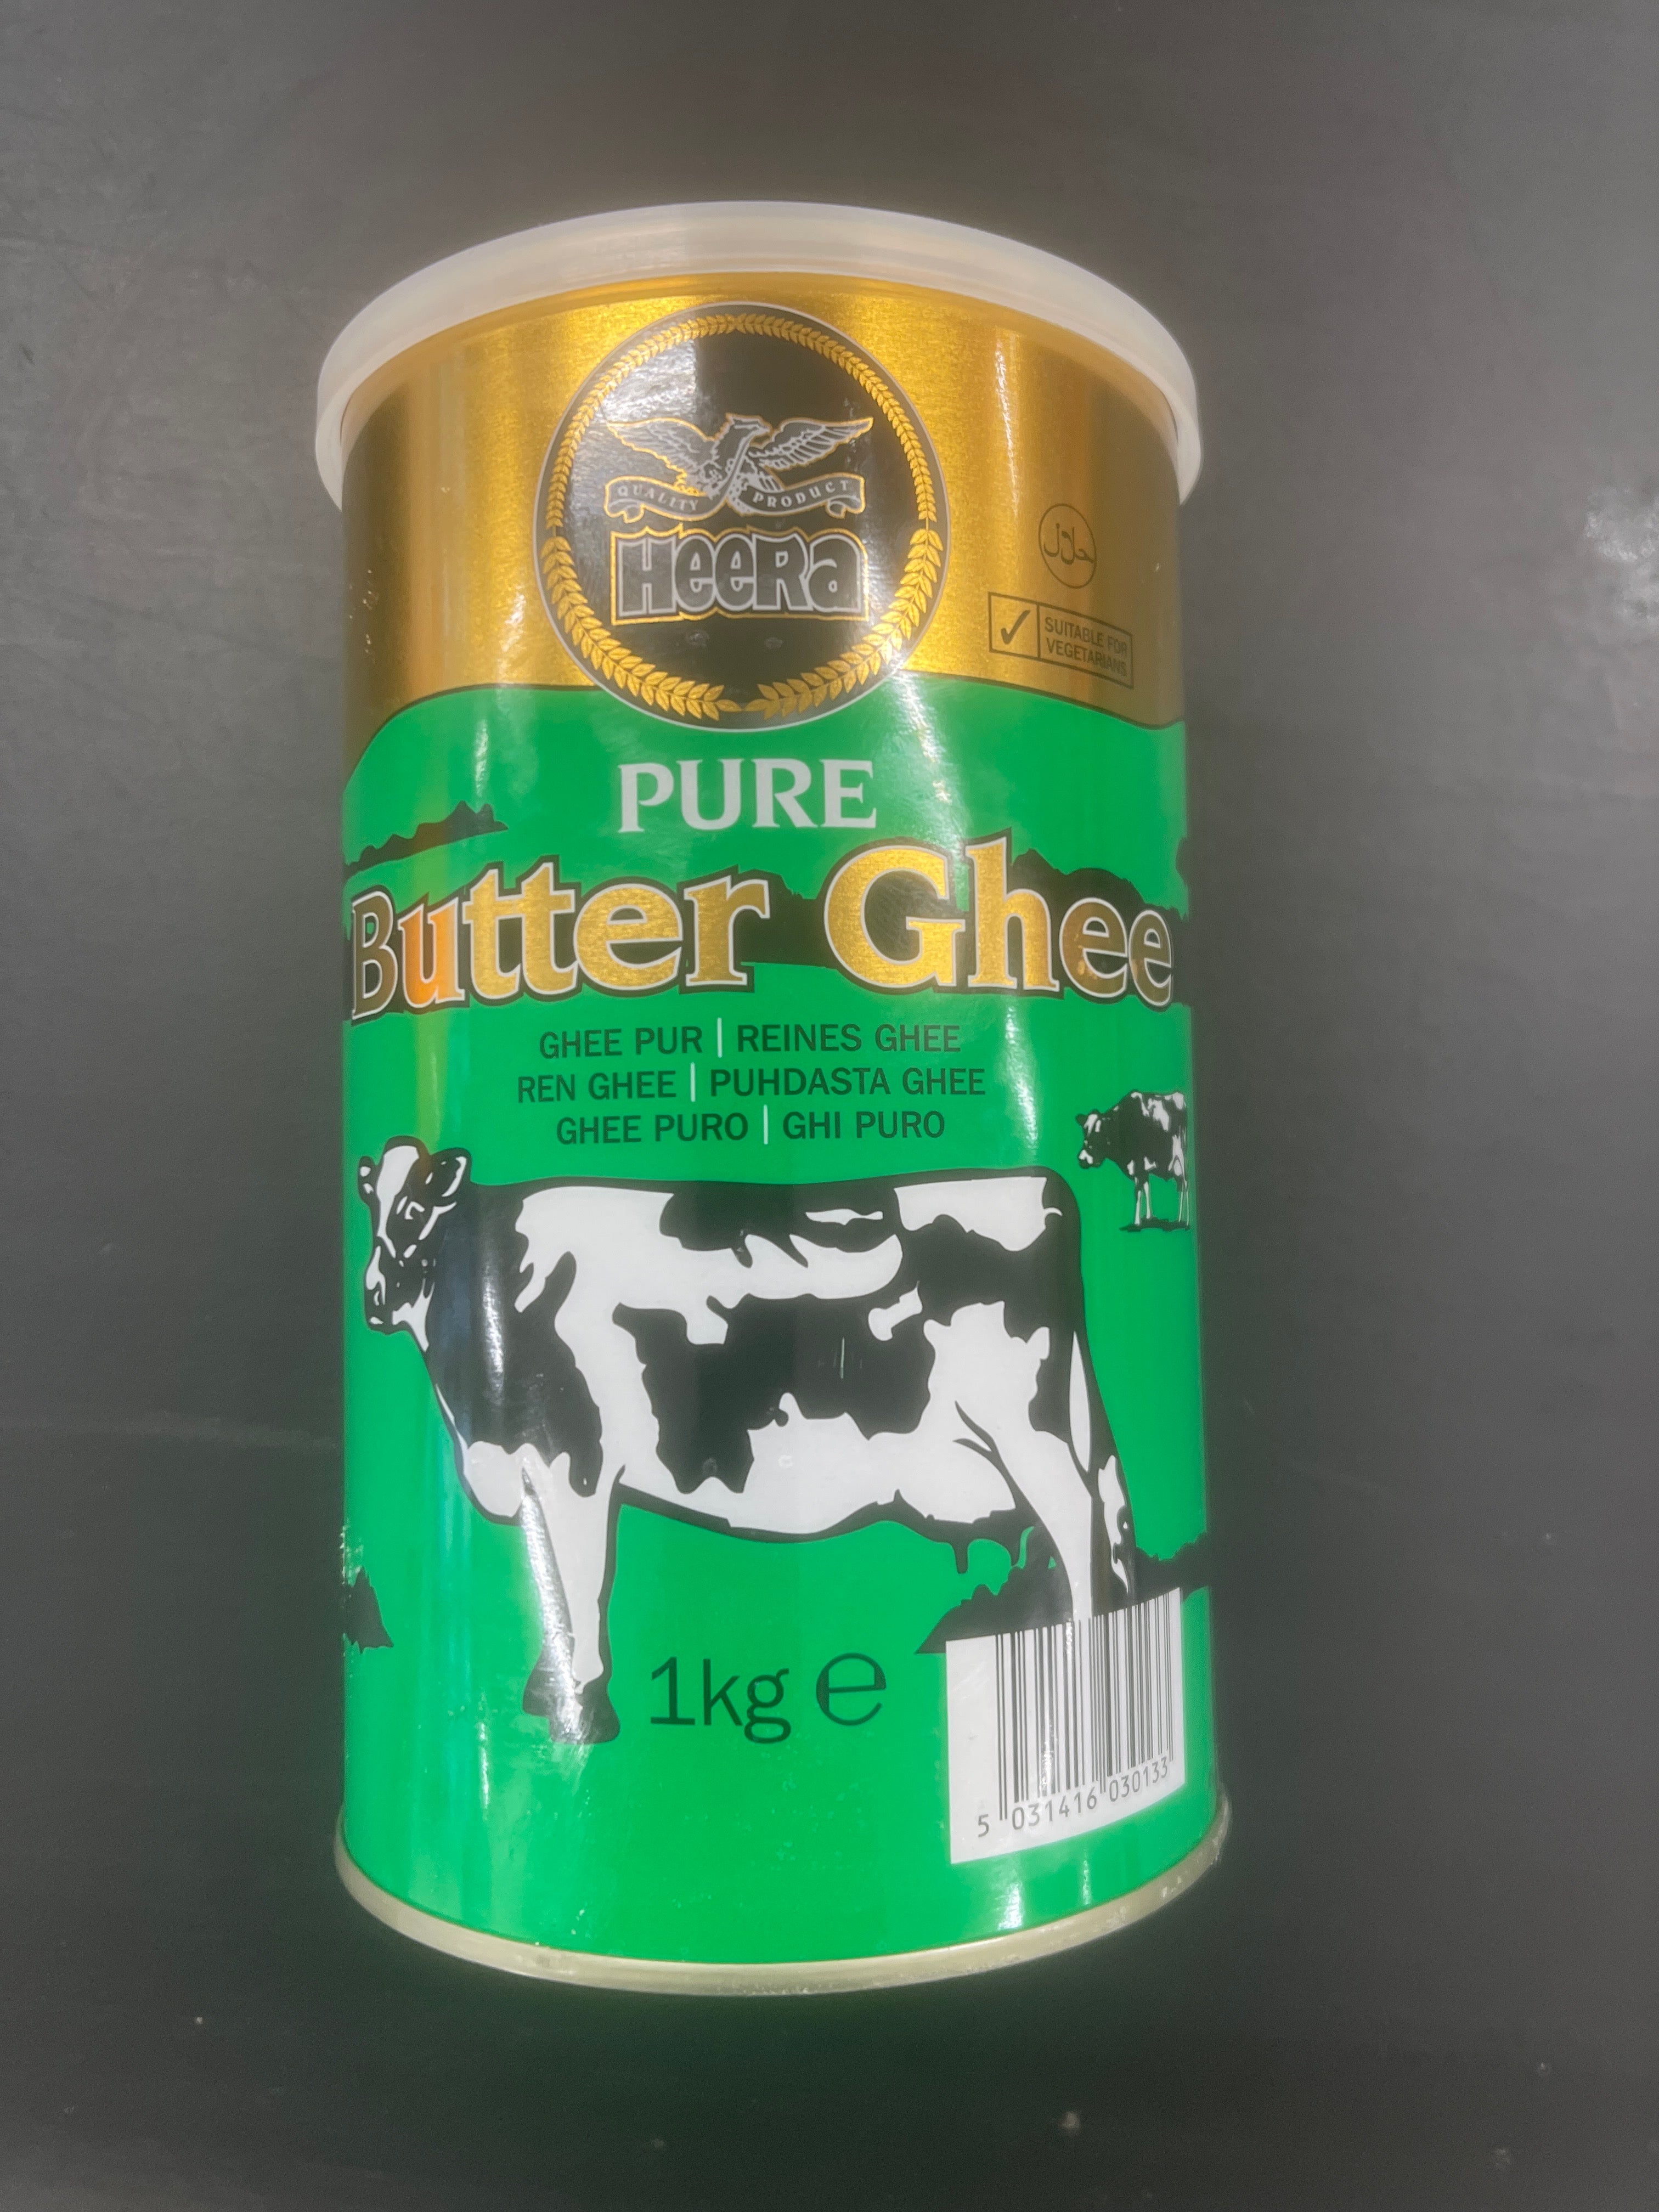 QUALITY PRODUCT
HEERA
حلال
SUITABLE FOR
VEGETARIANS
PURE
Butter Ghee
GHEE PUR | REINES GHEE
REN GHEE | PUHDASTA GHEE
GHEE PURO | GHI PURO
1kg e
5 031416 030133